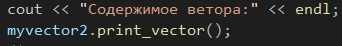 cout << "Содержимое ветора:" << endl;
myvector2.print_vector();